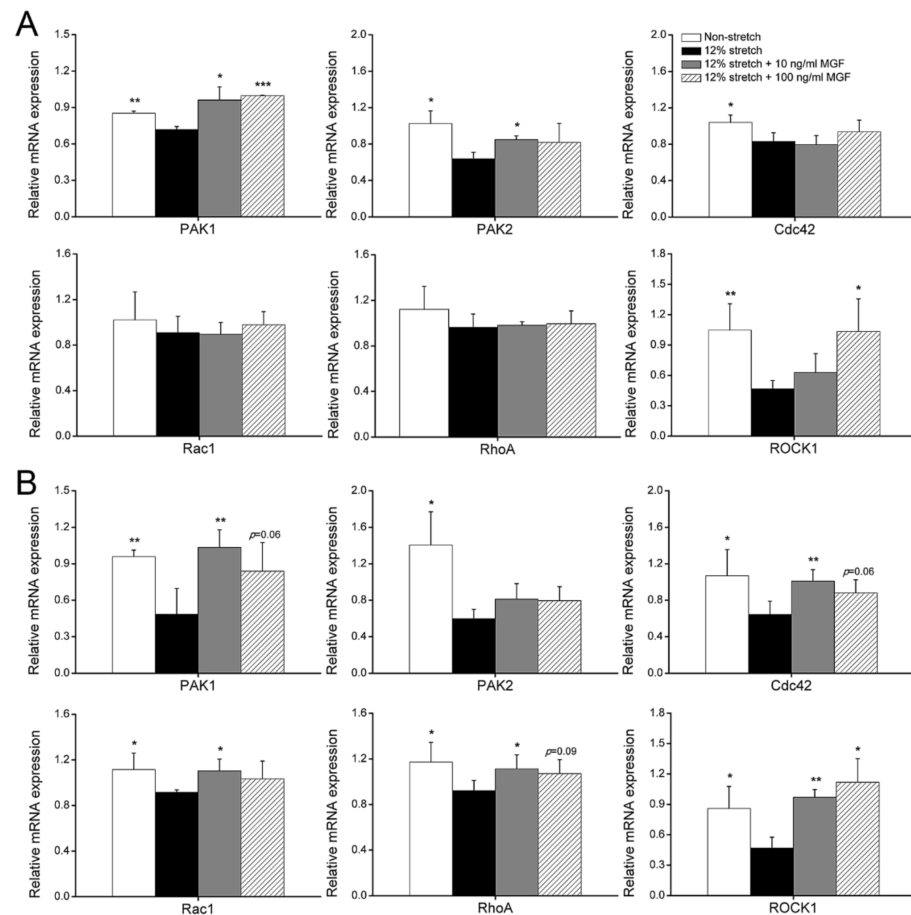 A
Relative mRNA expression
1.5
1.2
0.9
0.6
0.3
0.0
**
*
***
PAK1
Relative mRNA expression
2.0
1.6
1.2
0.8
0.4
0.0
*
*
PAK2
Relative mRNA expression
2.0
1.6
1.2
0.8
0.4
0.0
*
Cdc42
Non-stretch
12% stretch
12% stretch + 10 ng/ml MGF
12% stretch + 100 ng/ml MGF
Relative mRNA expression
1.6
1.2
0.8
0.4
0.0
Rac1
Relative mRNA expression
1.6
1.2
0.8
0.4
0.0
RhoA
Relative mRNA expression
1.8
1.5
1.2
0.9
0.6
0.3
0.0
**
*
ROCK1
B
Relative mRNA expression
1.5
1.2
0.9
0.6
0.3
0.0
**
**
p=0.06
PAK1
Relative mRNA expression
2.0
1.6
1.2
0.8
0.4
0.0
*
PAK2
Relative mRNA expression
2.0
1.6
1.2
0.8
0.4
0.0
*
**
p=0.06
Cdc42
Relative mRNA expression
1.6
1.2
0.8
0.4
0.0
*
*
Rac1
Relative mRNA expression
1.6
1.2
0.8
0.4
0.0
*
*
p=0.09
RhoA
Relative mRNA expression
1.8
1.5
1.2
0.9
0.6
0.3
0.0
*
**
*
ROCK1